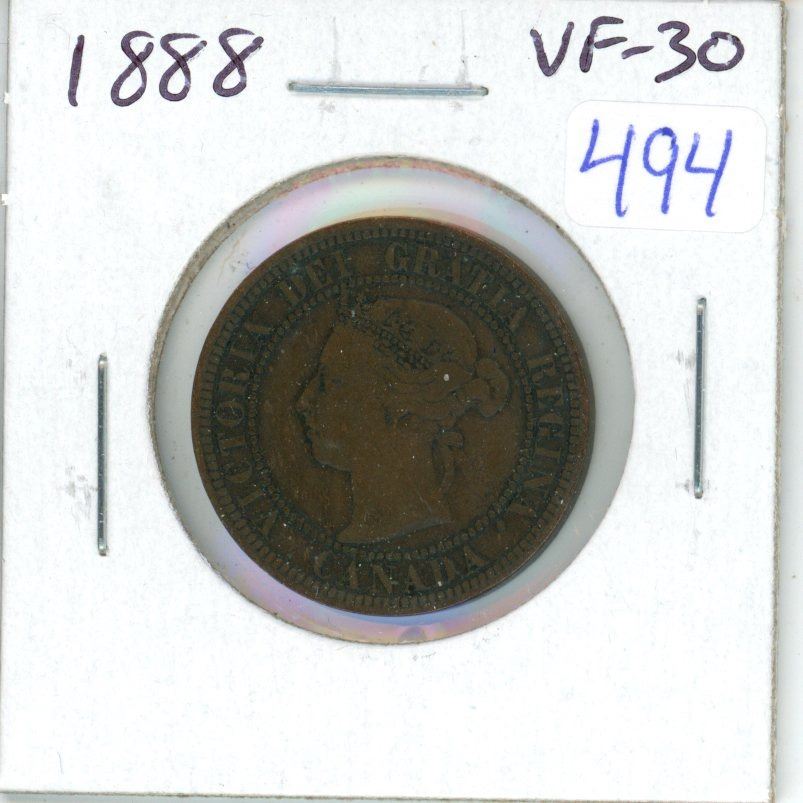 1888 VF-30
494
VICTORIA DEI GRATIA REGINA
CANADA